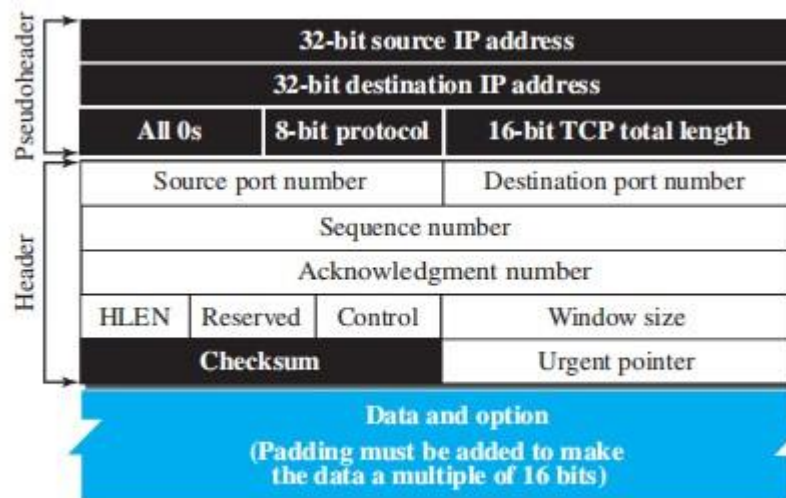 Pseudoheader
32-bit source IP address
32-bit destination IP address
All 0s 8-bit protocol 16-bit TCP total length
Header
Source port number Destination port number
Sequence number
Acknowledgment number
HLEN Reserved Control Window size
Checksum Urgent pointer
Data and option
(Padding must be added to make
the data a multiple of 16 bits)